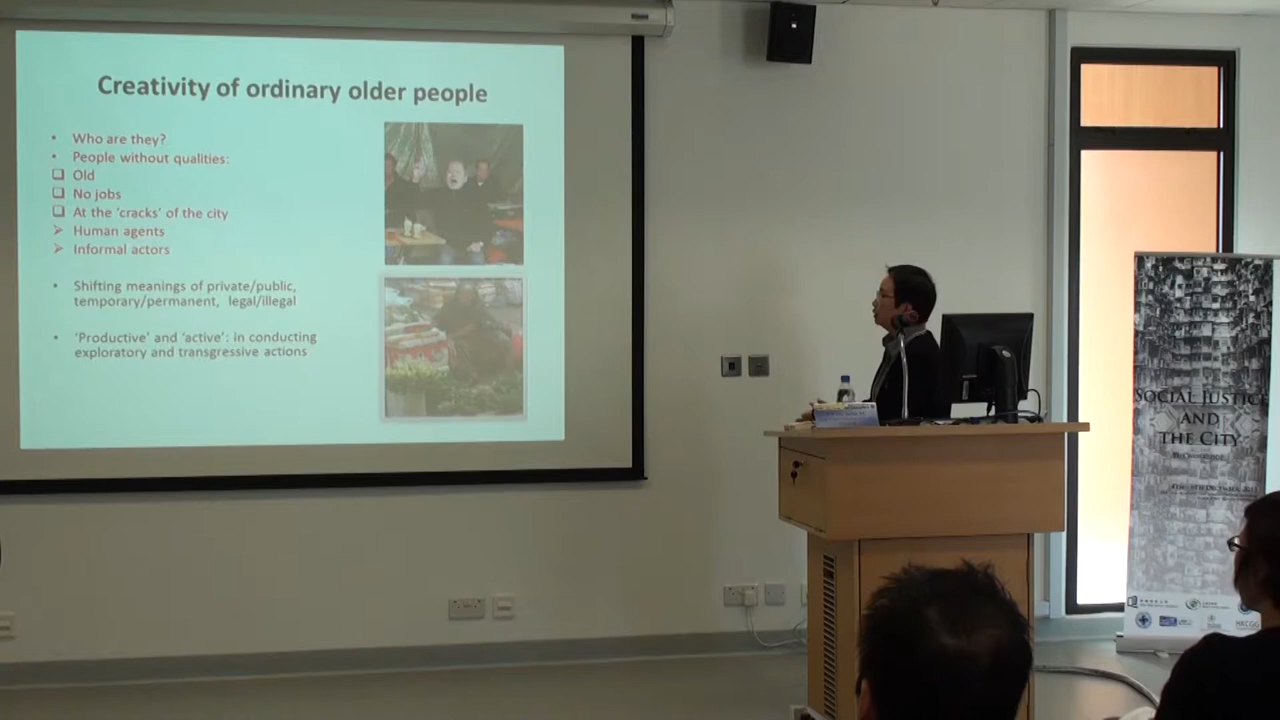 Creativity of ordinary older people
• Who are they?
• People without qualities:
❑ Old
❑ No jobs
❑ At the ‘cracks’ of the city
➢ Human agents
➢ Informal actors
• Shifting meanings of private/public,
temporary/permanent, legal/illegal
• ‘Productive’ and ‘active’: in conducting
exploratory and transgressive actions
SOCIAL JUSTICE
AND
THE CITY
HKCGG